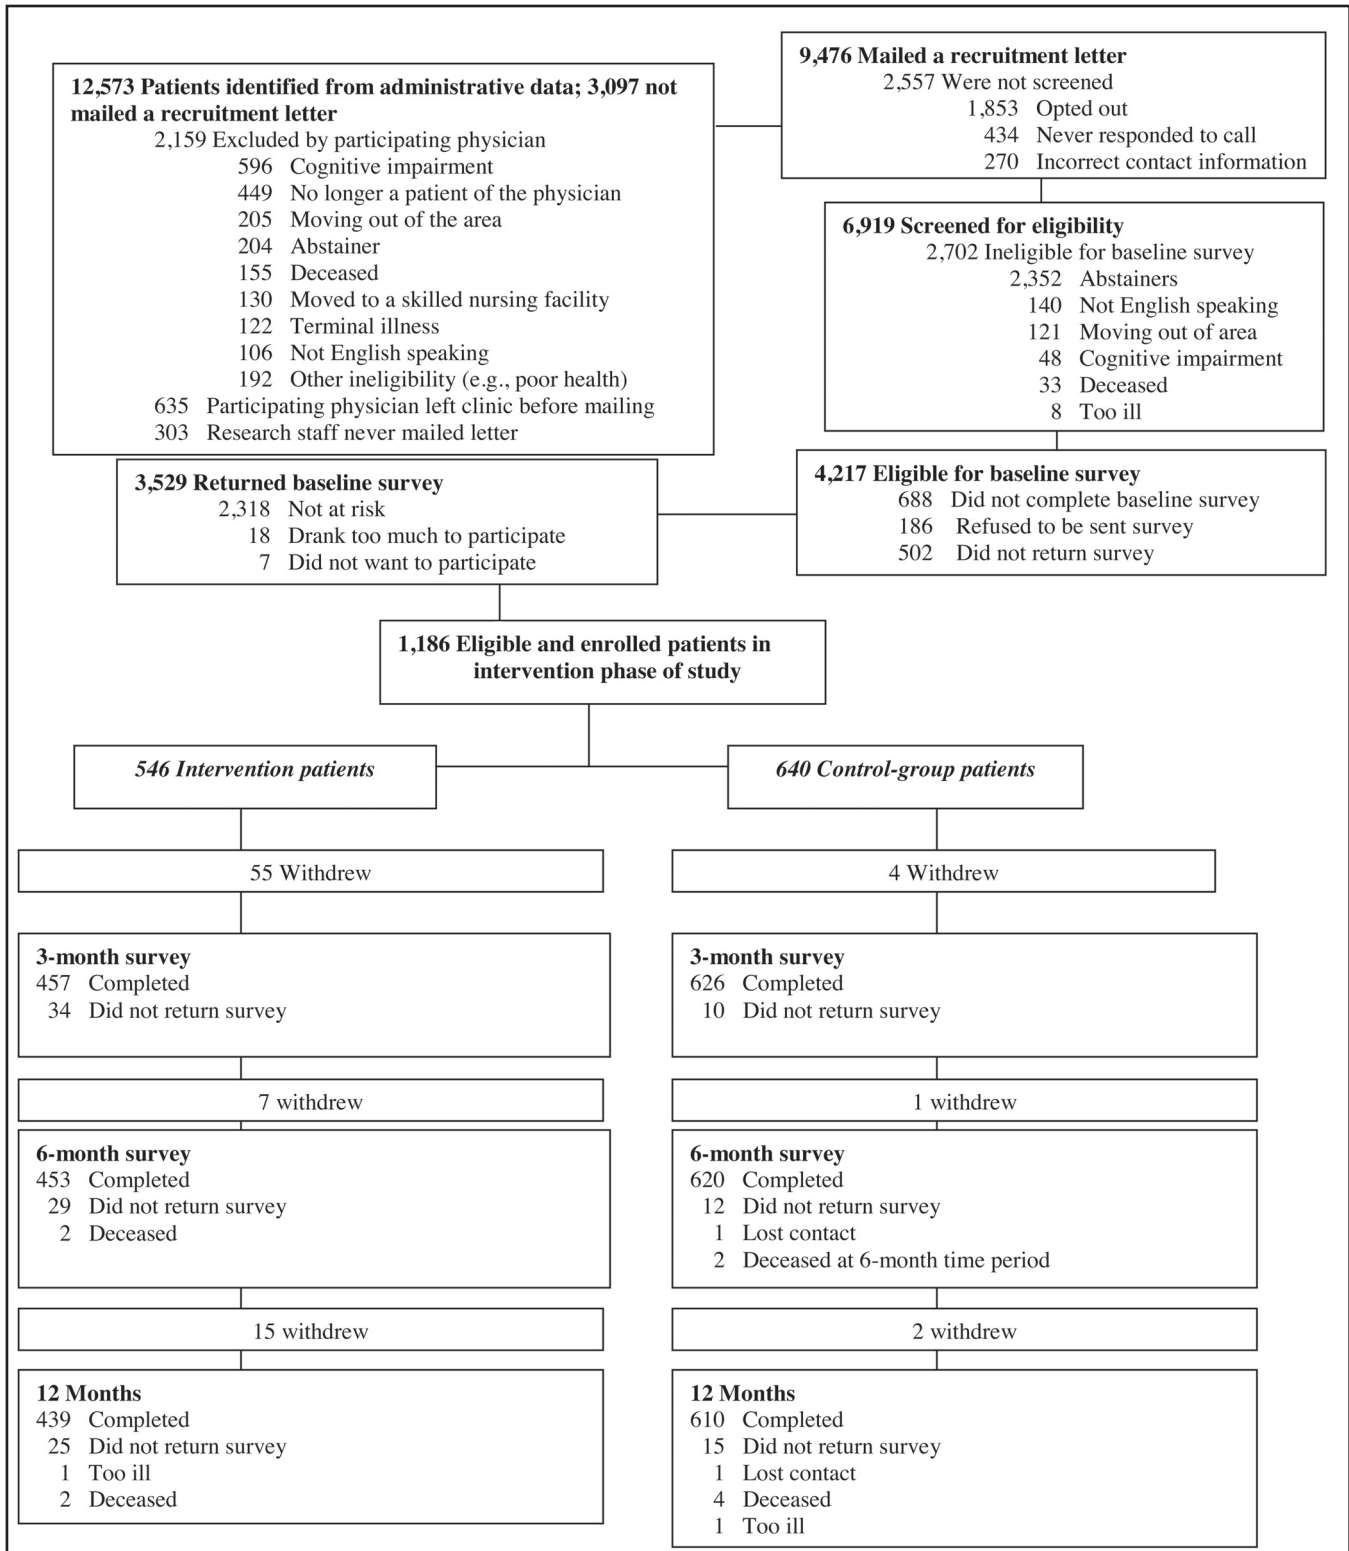 12,573 Patients identified from administrative data; 3,097 not
mailed a recruitment letter
2,159 Excluded by participating physician
596 Cognitive impairment
449 No longer a patient of the physician
205 Moving out of the area
204 Abstainer
155 Deceased
130 Moved to a skilled nursing facility
122 Terminal illness
106 Not English speaking
192 Other ineligibility (e.g., poor health)
635 Participating physician left clinic before mailing
303 Research staff never mailed letter
9,476 Mailed a recruitment letter
2,557 Were not screened
1,853 Opted out
434 Never responded to call
270 Incorrect contact information
6,919 Screened for eligibility
2,702 Ineligible for baseline survey
2,352 Abstainers
140 Not English speaking
121 Moving out of area
48 Cognitive impairment
33 Deceased
8 Too ill
4,217 Eligible for baseline survey
688 Did not complete baseline survey
186 Refused to be sent survey
502 Did not return survey
3,529 Returned baseline survey
2,318 Not at risk
18 Drank too much to participate
7 Did not want to participate
1,186 Eligible and enrolled patients in
intervention phase of study
546 Intervention patients
640 Control-group patients
55 Withdrew
4 Withdrew
3-month survey
457 Completed
34 Did not return survey
3-month survey
626 Completed
10 Did not return survey
7 withdrew
1 withdrew
6-month survey
453 Completed
29 Did not return survey
2 Deceased
6-month survey
620 Completed
12 Did not return survey
1 Lost contact
2 Deceased at 6-month time period
15 withdrew
2 withdrew
12 Months
439 Completed
25 Did not return survey
1 Too ill
2 Deceased
12 Months
610 Completed
15 Did not return survey
1 Lost contact
4 Deceased
1 Too ill